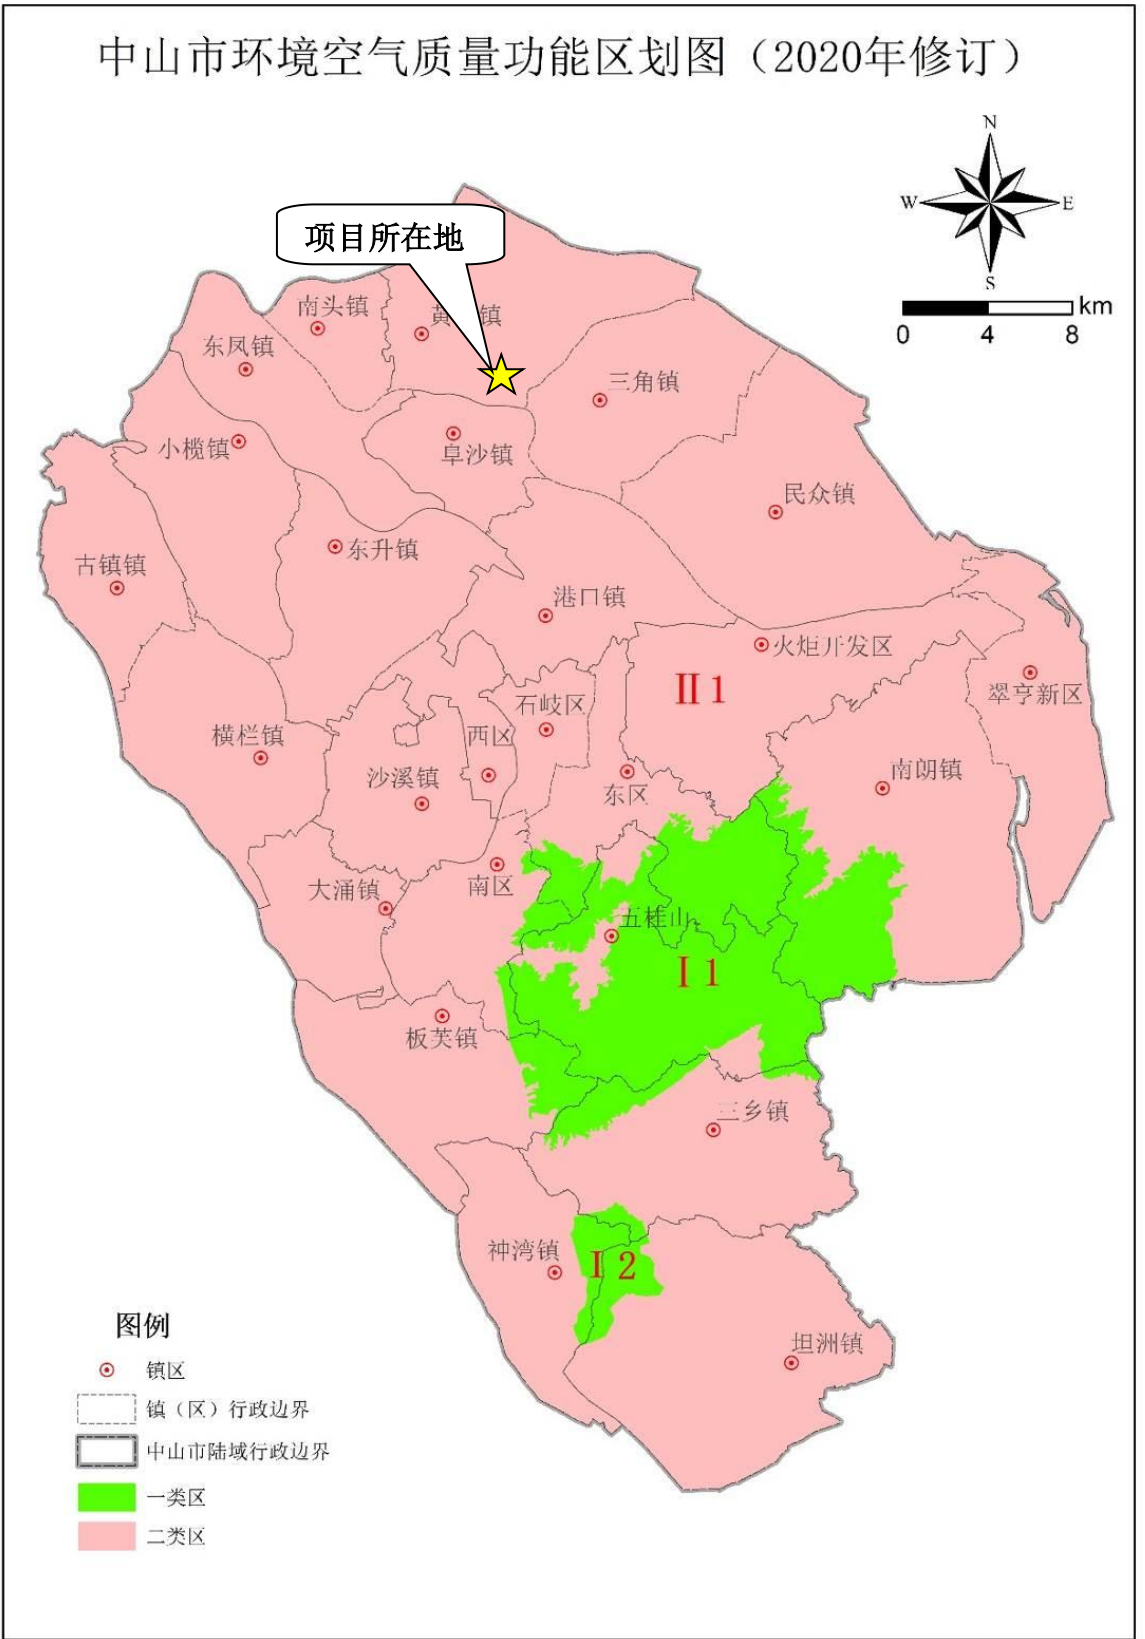 中山市环境空气质量功能区划图（2020年修订）
N
W
E
S
km
0 4 8
项目所在地
南头镇
黄
镇
东凤镇
三角镇
小榄镇
阜沙镇
民众镇
东升镇
古镇镇
港口镇
火炬开发区
Ⅱ1
石岐区
翠亨新区
横栏镇
西区
沙溪镇
南朗镇
东区
大涌镇
南区
五桂山
Ⅰ1
板芙镇
三乡镇
神湾镇
Ⅰ2
坦洲镇
图例
镇区
镇（区）行政边界
中山市陆域行政边界
一类区
二类区